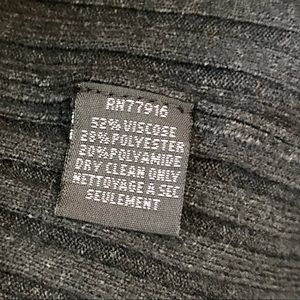 RN77916
52% VISCOSE
28% POLYESTER
20% POLYAMIDE
DRY CLEAN ONLY
NETTOYAGE A SEC
SEULEMENT